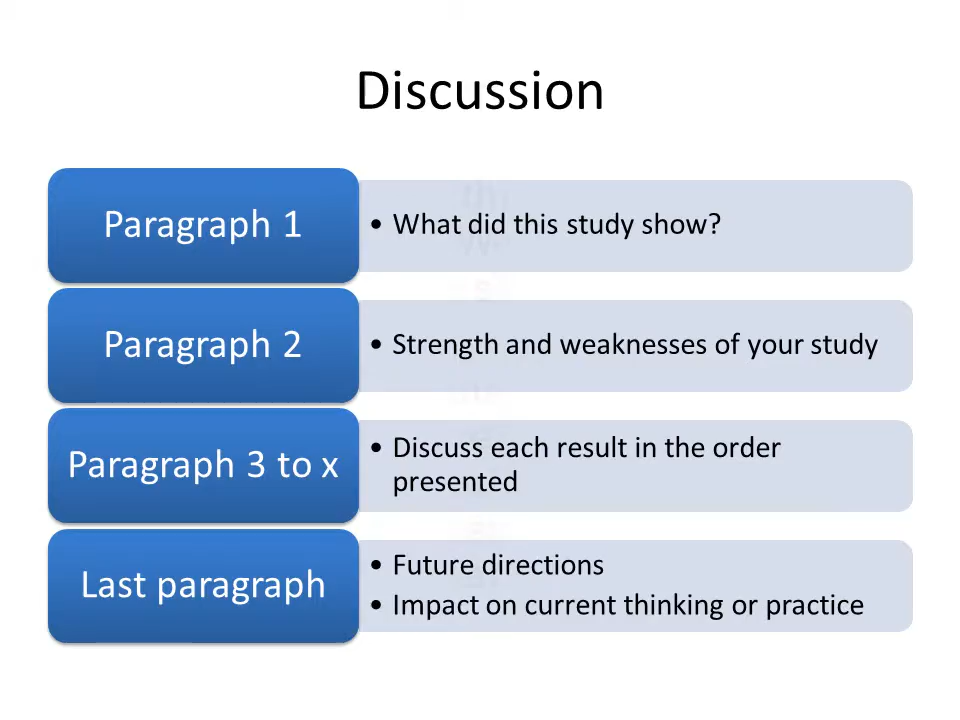 Discussion
Paragraph 1
• What did this study show?
Paragraph 2
• Strength and weaknesses of your study
Paragraph 3 to x
• Discuss each result in the order
presented
Last paragraph
• Future directions
• Impact on current thinking or practice